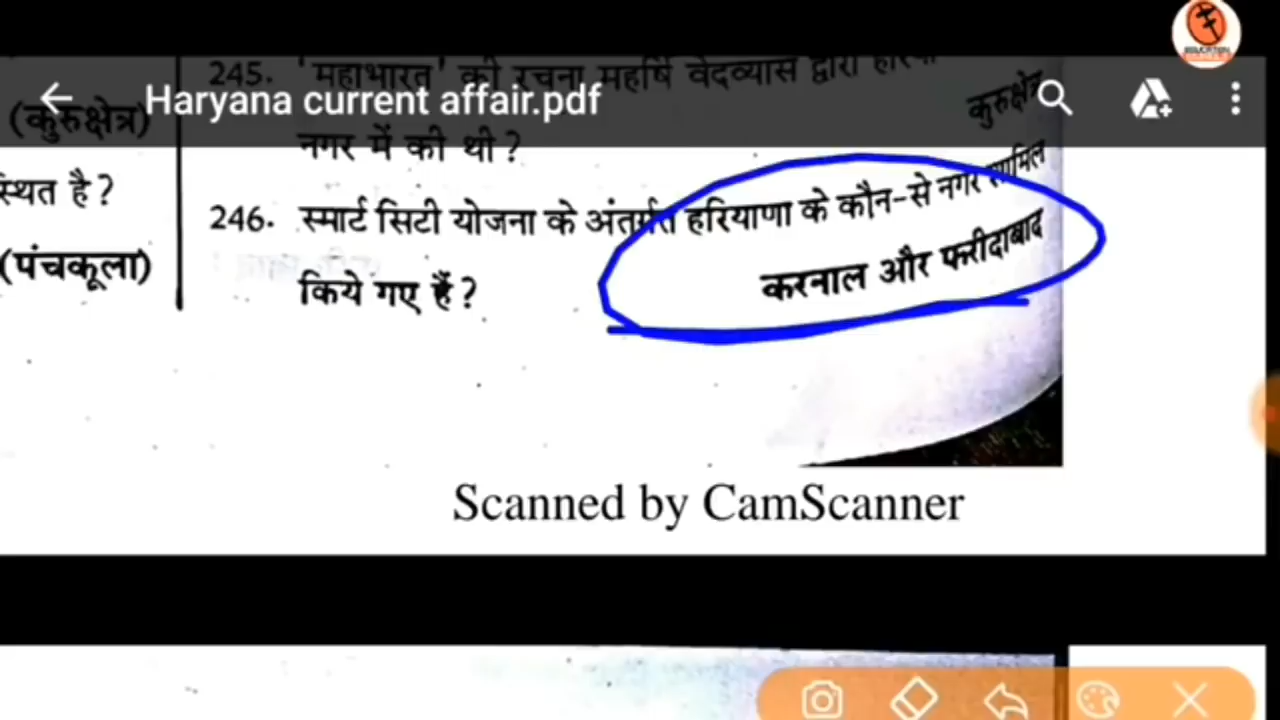 245. 'महाभारत' की रचना महर्षि वेदव्यास द्वारा
Haryana current affair.pdf
(कुरुक्षेत्र)
कुरुक्षेत्र
नगर में की थी?
स्थित है?
246. स्मार्ट सिटी योजना के अंतर्गत हरियाणा के कौन-से नगर शामिल
(पंचकूला)
किये गए हैं?
करनाल और फरीदाबाद
Scanned by CamScanner